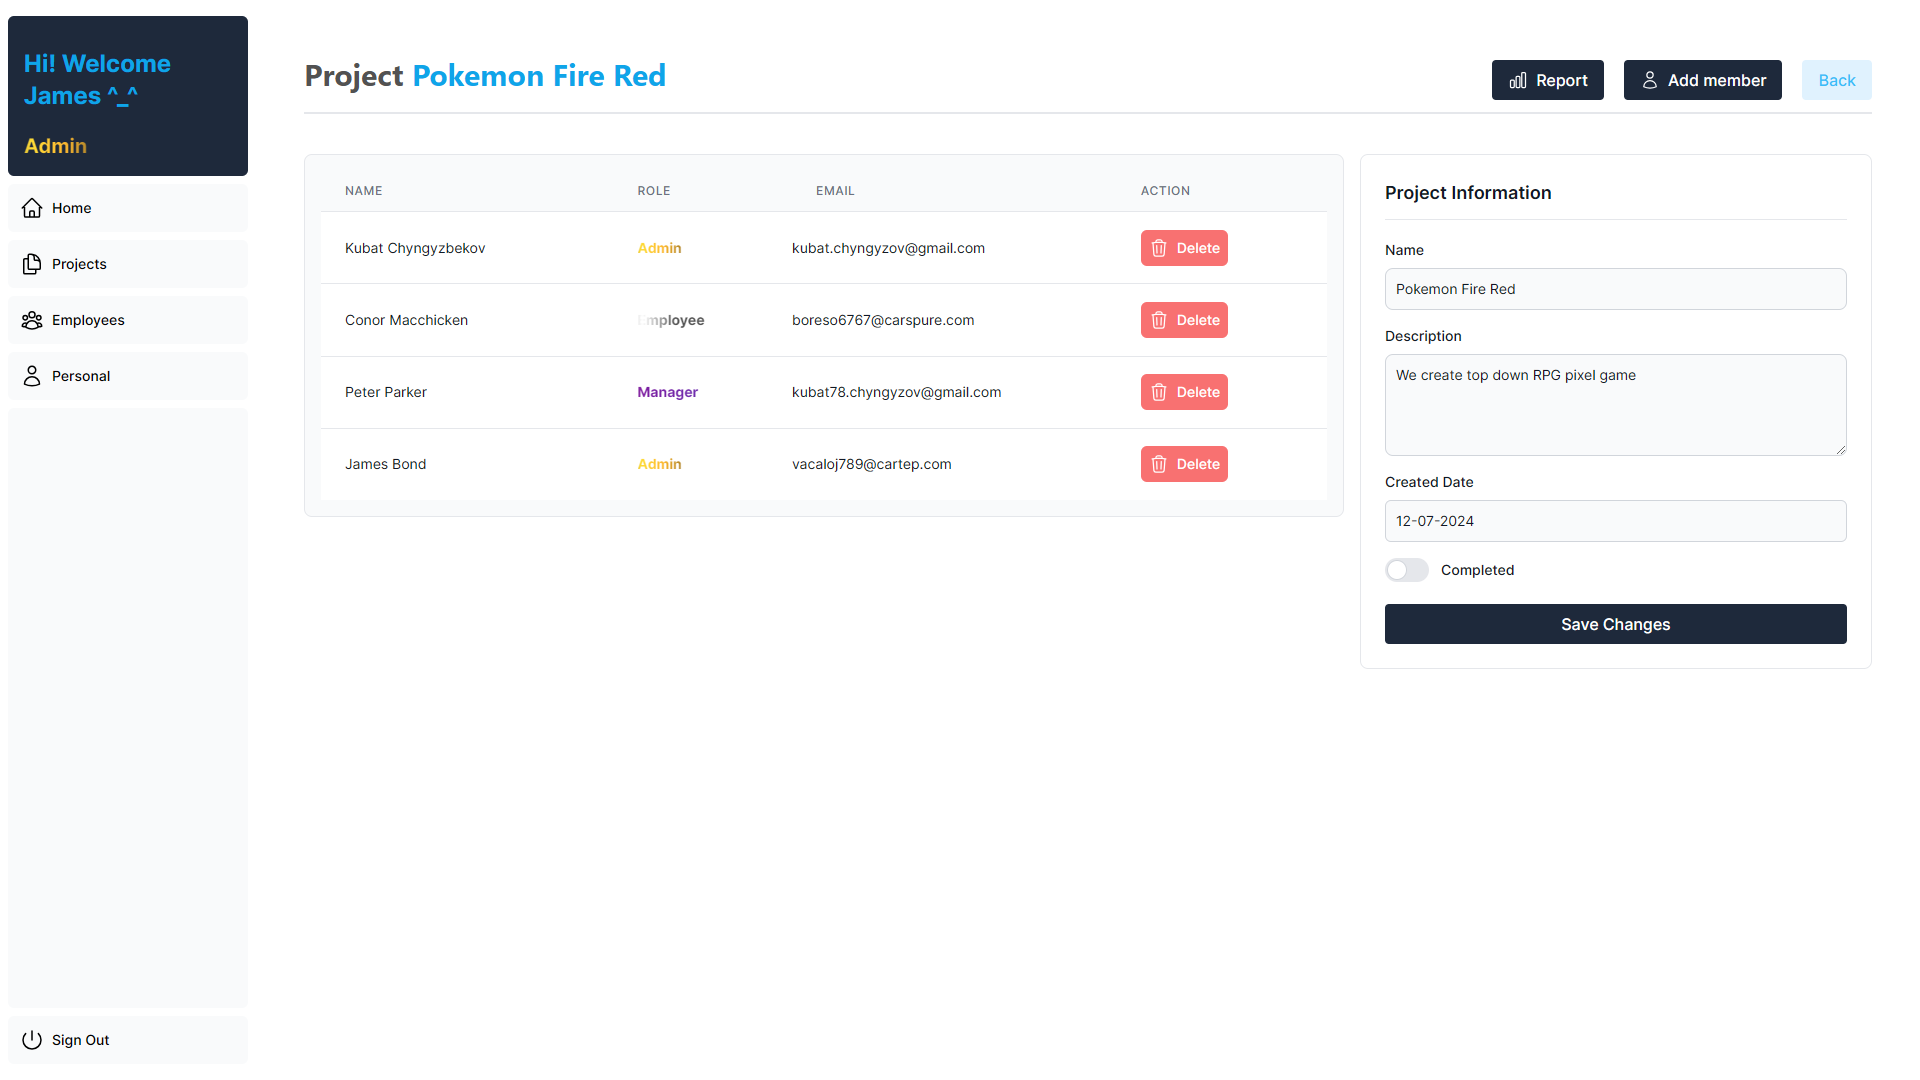 Hi! Welcome
James ^_^
Admin
Home
Projects
Employees
Personal
Sign Out
Project Pokemon Fire Red
Report
Add member
Back
NAME ROLE EMAIL ACTION
Kubat Chyngyzbekov Admin kubat.chyngyzov@gmail.com Delete
Conor Macchicken Employee boreso6767@carspure.com Delete
Peter Parker Manager kubat78.chyngyzov@gmail.com Delete
James Bond Admin vacaloj789@cartep.com Delete
Project Information
Name
Pokemon Fire Red
Description
We create top down RPG pixel game
Created Date
12-07-2024
Completed
Save Changes